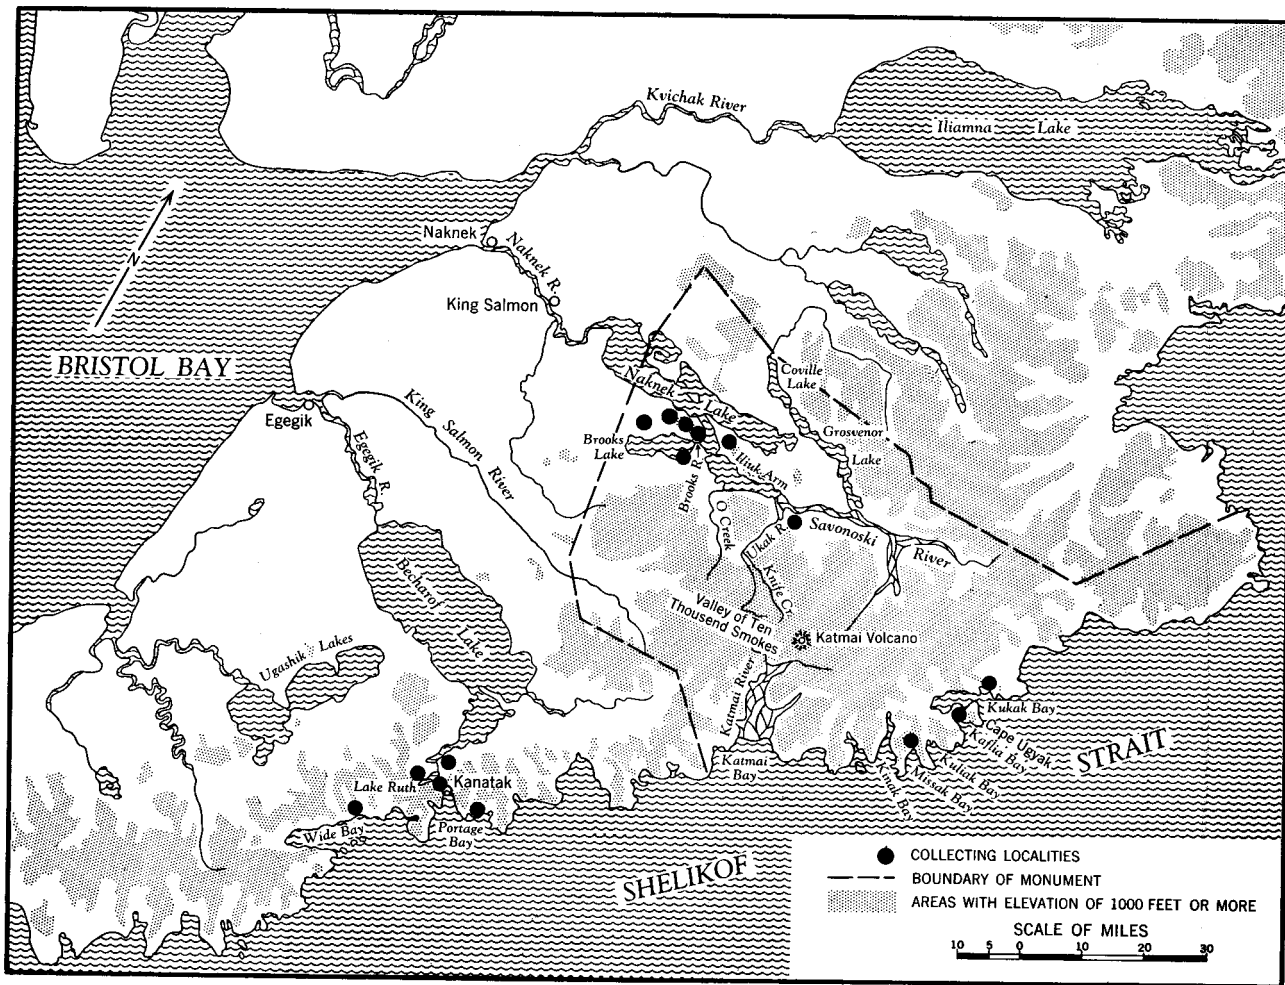 Kvichak River
Iliamna Lake
Naknek
Naknek R.
N
King Salmon
BRISTOL BAY
Coville
Lake
Naknek Lake
Egegik
King Salmon River
Grosvenor
Lake
Brooks
Lake
Egegik R.
Iliuk Arm
Brooks R.
O Creek
Ukak R.
Savonoski
River
Becharof
Lake
Knife Cr.
Valley of Ten
Thousend Smokes
Katmai Volcano
Ugashik Lakes
Katmai River
Kukak Bay
Cape Ugyak
Kaflia Bay
STRAIT
Katmai
Bay
Kuliak Bay
Missak Bay
Kinak Bay
Lake Ruth
Kanatak
Wide Bay
Portage
Bay
SHELIKOF
COLLECTING LOCALITIES
BOUNDARY OF MONUMENT
AREAS WITH ELEVATION OF 1000 FEET OR MORE
SCALE OF MILES
10 5 0 10 20 30